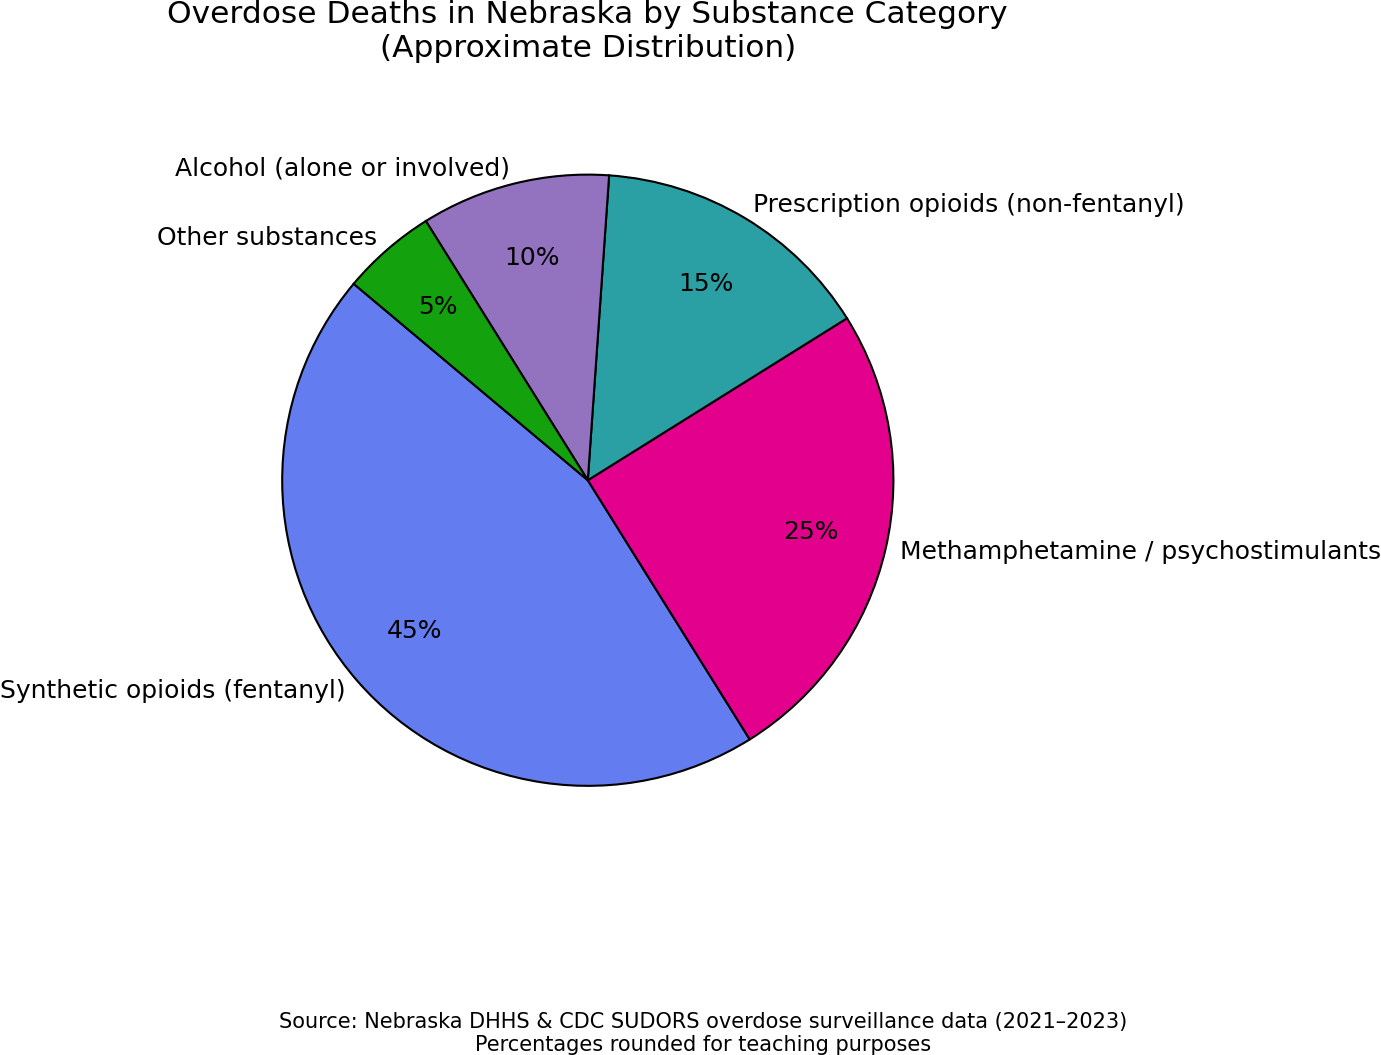 Overdose Deaths in Nebraska by Substance Category
(Approximate Distribution)
Alcohol (alone or involved)
Prescription opioids (non-fentanyl)
Other substances
10%
15%
5%
25%
Methamphetamine / psychostimulants
45%
Synthetic opioids (fentanyl)
Source: Nebraska DHHS & CDC SUDORS overdose surveillance data (2021–2023)
Percentages rounded for teaching purposes